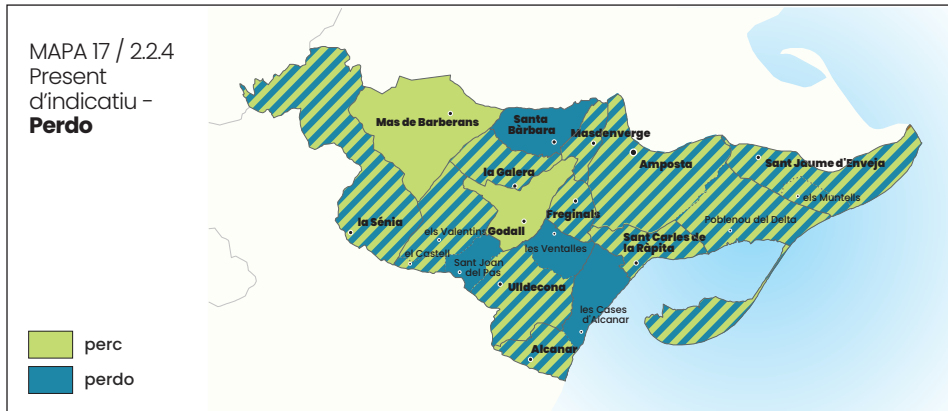 MAPA 17 / 2.2.4
Present
d'indicatiu -
Perdo
Mas de Barberans
Santa
Bàrbara
Masdenverge
Amposta
Sant Jaume d'Enveja
els Muntells
la Galera
Freginals
Godall
la Sénia
els Valentins
el Castell
Sant Joan
del Pas
les Ventalles
Sant Carles de
la Ràpita
Poblenou del Delta
Ulldecona
les Cases
d'Alcanar
Alcanar
perc
perdo